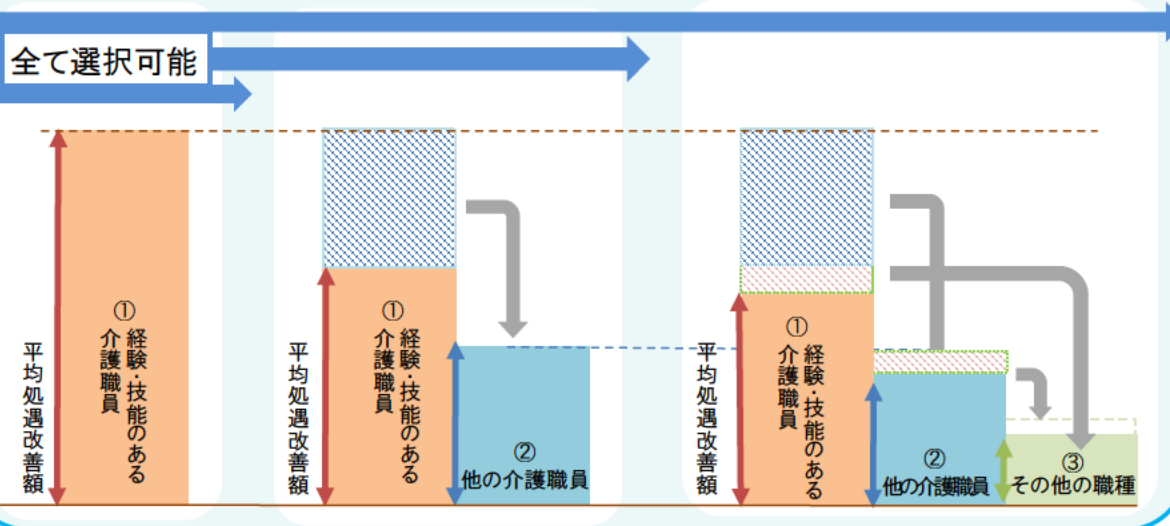 全て選択可能
平均処遇改善額
①
経験・技能のある
介護職員
平均処遇改善額
①
経験・技能のある
介護職員
②
他の介護職員
平均処遇改善額
①
経験・技能のある
介護職員
②
他の介護職員
③
その他の職種